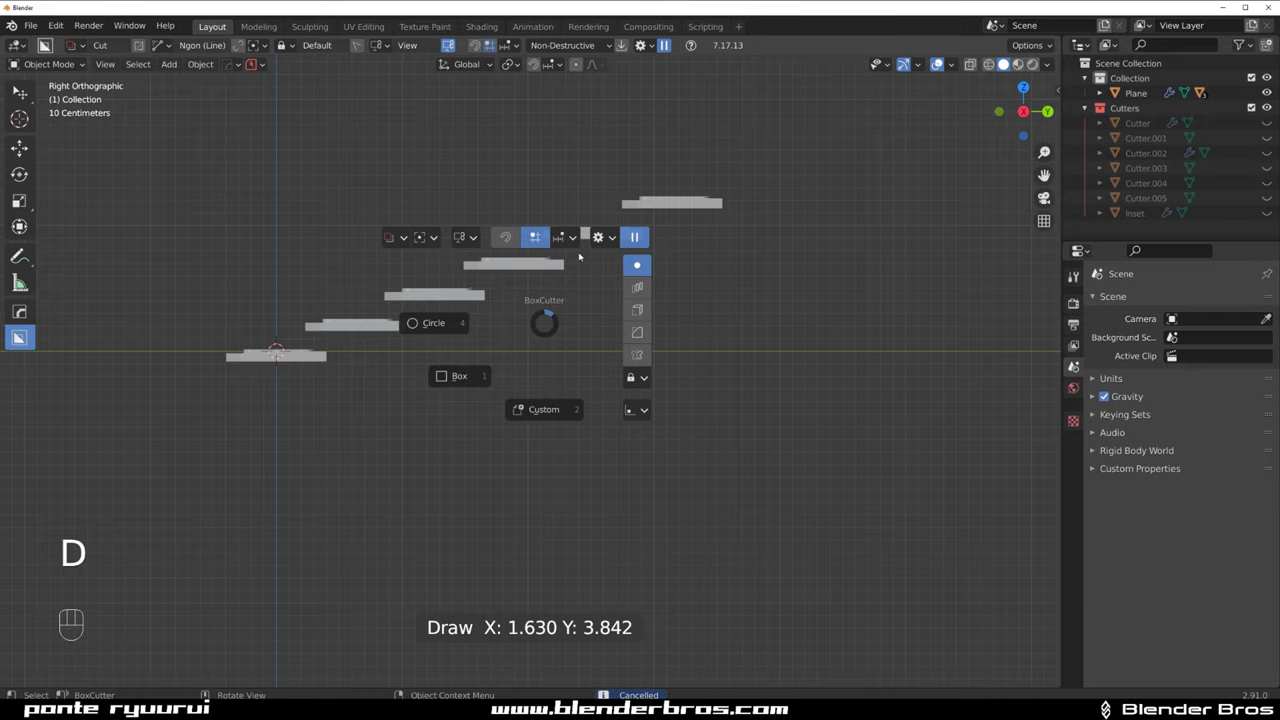 Blender
File Edit Render Window Help Layout Modeling Sculpting UV Editing Texture Paint Shading Animation Rendering Compositing Scripting + Scene View Layer
Cut Ngon (Line) Default View Non-Destructive 7.17.13 Options
Object Mode View Select Add Object Global
Right Orthographic
(1) Collection
10 Centimeters
Scene Collection
Collection
Plane 3
Cutters
Cutter
Cutter.001
Cutter.002
Cutter.003
Cutter.004
Cutter.005
Inset
Z
X
Y
BoxCutter
Circle 4
Box 1
Custom 2
Scene
Scene
Camera
Background Sc..
Active Clip
Units
Gravity
Keying Sets
Audio
Rigid Body World
Custom Properties
D
Draw X: 1.630 Y: 3.842
Select BoxCutter Rotate View Object Context Menu Cancelled 2.91.0
ponte ryuurui www.blenderbros.com Blender Bros